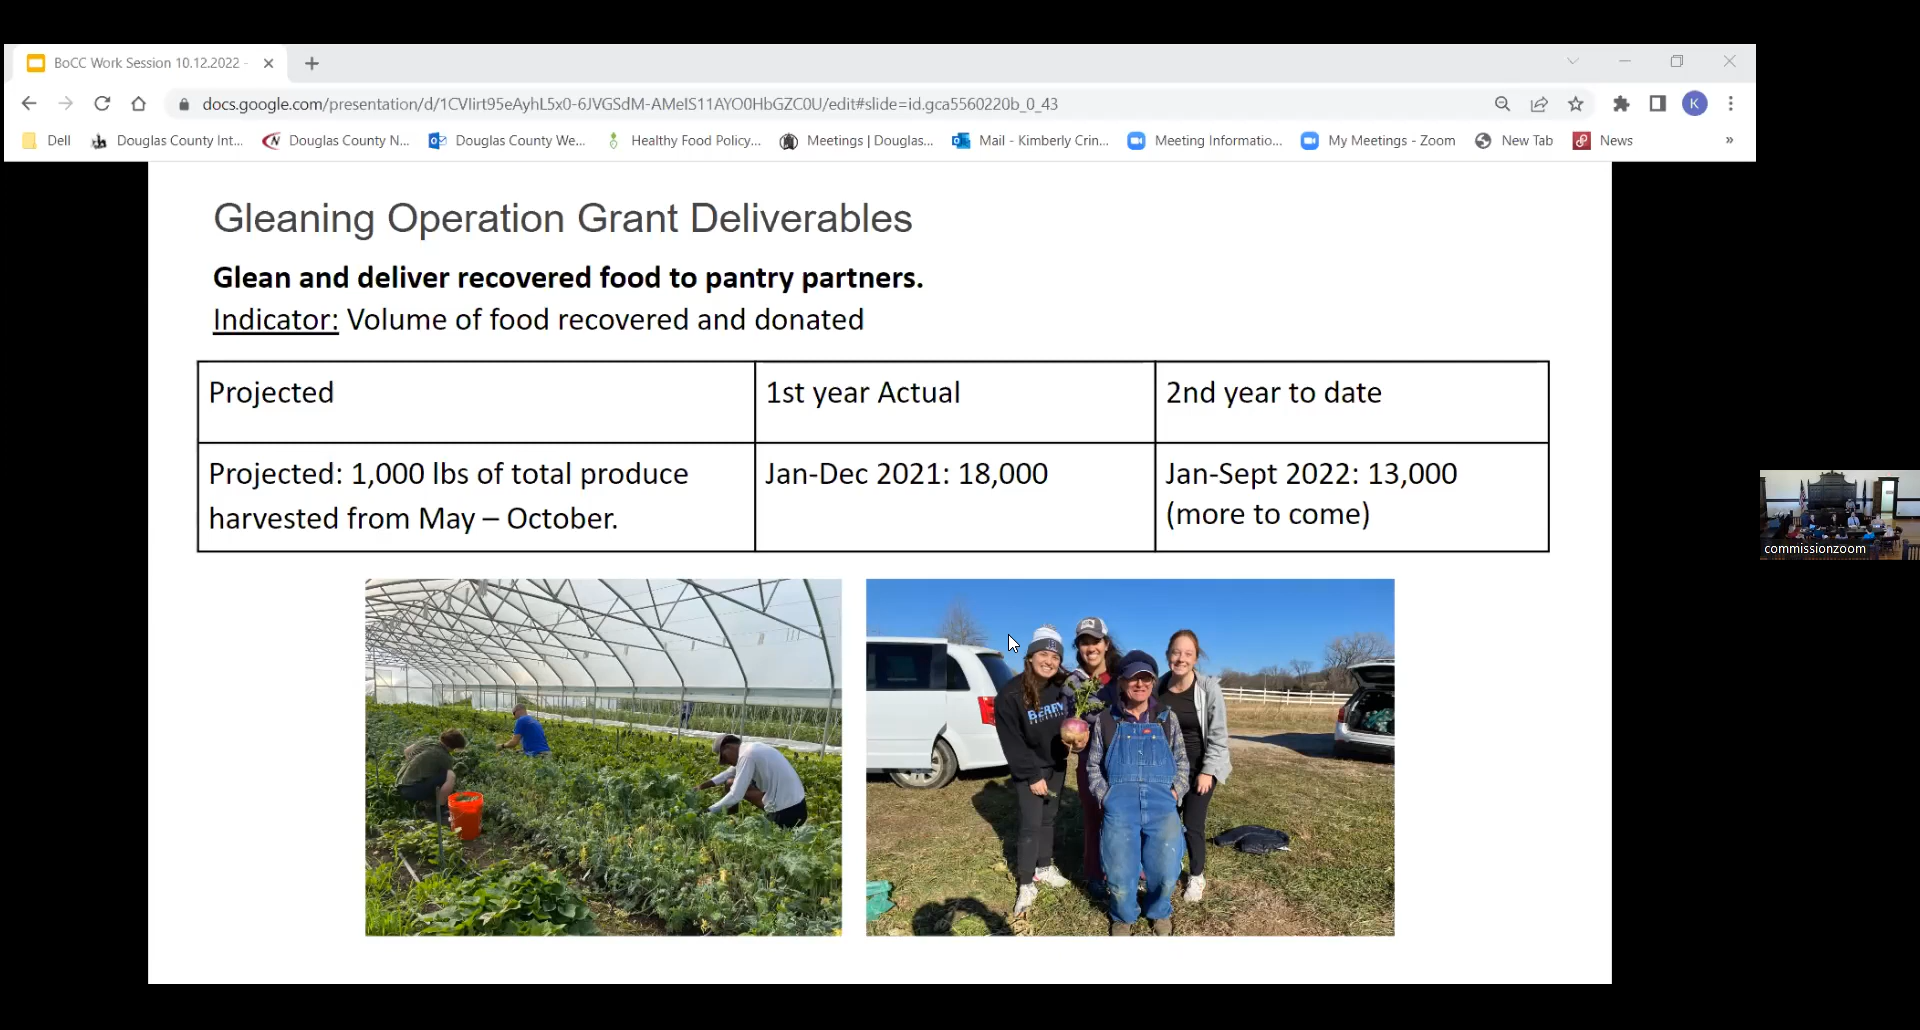 BoCC Work Session 10.12.2022 -
docs.google.com/presentation/d/1CVIirt95eAyhL5x0-6JVGSdM-AMeIS11AYO0HbGZC0U/edit#slide=id.gca5560220b_0_43
K
Dell
Douglas County Int...
Douglas County N...
Douglas County We...
Healthy Food Policy...
Meetings | Douglas...
Mail - Kimberly Crin...
Meeting Informatio...
My Meetings - Zoom
New Tab
News
»
Gleaning Operation Grant Deliverables
Glean and deliver recovered food to pantry partners.
Indicator: Volume of food recovered and donated
Projected
1st year Actual
2nd year to date
Projected: 1,000 lbs of total produce
harvested from May – October.
Jan-Dec 2021: 18,000
Jan-Sept 2022: 13,000
(more to come)
BERRY
commissionzoom